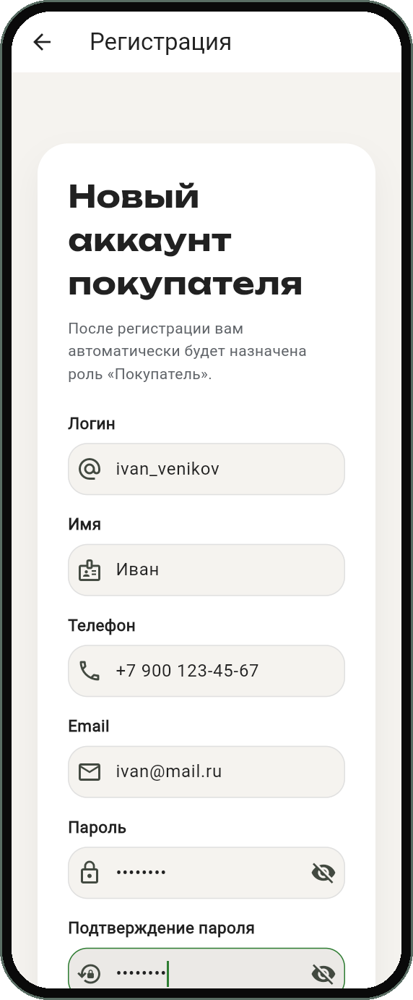 Регистрация
Новый
аккаунт
покупателя
После регистрации вам
автоматически будет назначена
роль «Покупатель».
Логин
ivan_venikov
Имя
Иван
Телефон
+7 900 123-45-67
Email
ivan@mail.ru
Пароль
••••••••
Подтверждение пароля
••••••••